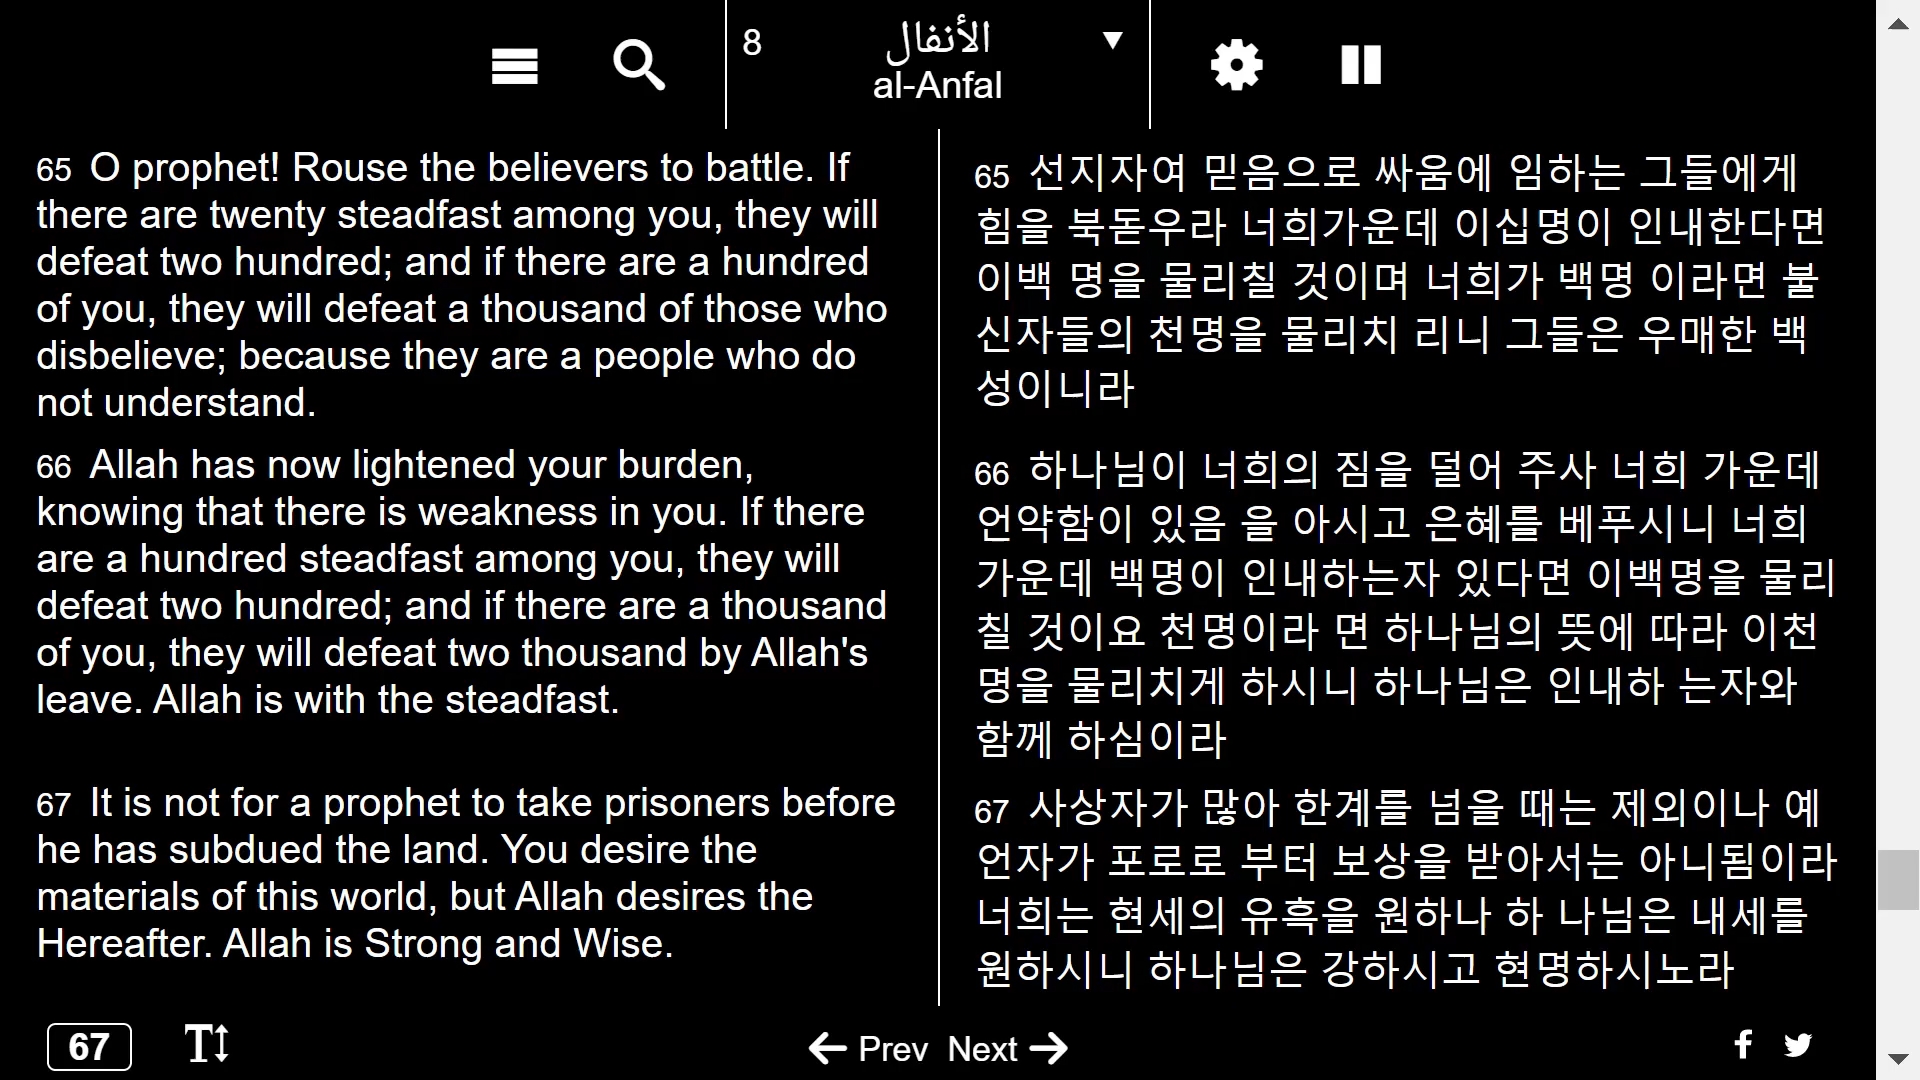 8
الأنفال
al-Anfal
65 O prophet! Rouse the believers to battle. If
there are twenty steadfast among you, they will
defeat two hundred; and if there are a hundred
of you, they will defeat a thousand of those who
disbelieve; because they are a people who do
not understand.
66 Allah has now lightened your burden,
knowing that there is weakness in you. If there
are a hundred steadfast among you, they will
defeat two hundred; and if there are a thousand
of you, they will defeat two thousand by Allah's
leave. Allah is with the steadfast.
67 It is not for a prophet to take prisoners before
he has subdued the land. You desire the
materials of this world, but Allah desires the
Hereafter. Allah is Strong and Wise.
65 선지자여 믿음으로 싸움에 임하는 그들에게
힘을 북돋우라 너희가운데 이십명이 인내한다면
이백 명을 물리칠 것이며 너희가 백명 이라면 불
신자들의 천명을 물리치 리니 그들은 우매한 백
성이니라
66 하나님이 너희의 짐을 덜어 주사 너희 가운데
언약함이 있음 을 아시고 은혜를 베푸시니 너희
가운데 백명이 인내하는자 있다면 이백명을 물리
칠 것이요 천명이라 면 하나님의 뜻에 따라 이천
명을 물리치게 하시니 하나님은 인내하 는자와
함께 하심이라
67 사상자가 많아 한계를 넘을 때는 제외이나 예
언자가 포로로 부터 보상을 받아서는 아니됨이라
너희는 현세의 유흑을 원하나 하 나님은 내세를
원하시니 하나님은 강하시고 현명하시노라
67
Prev Next